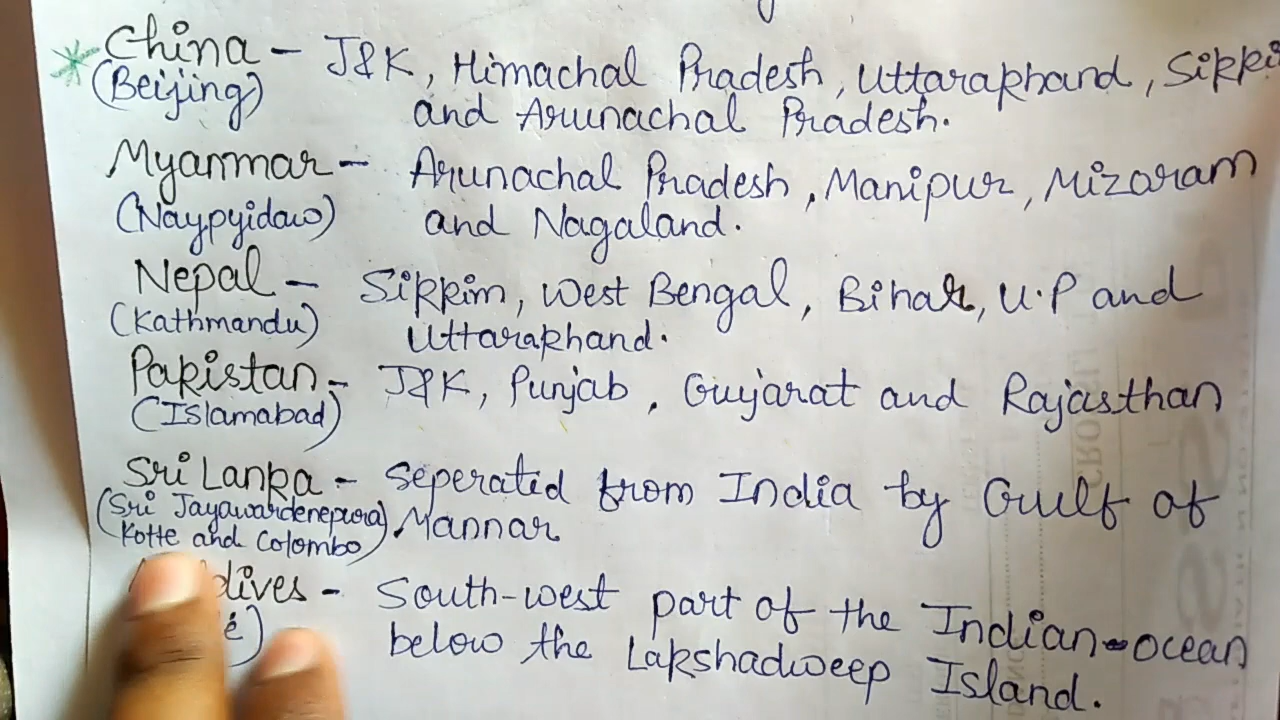 China - J&K, Himachal Pradesh, Uttarakhand,
(Beijing) and Arunachal Pradesh.
Myanmar - Arunachal Pradesh, Manipur, Mizoram
(Naypyidaw) and Nagaland.
Nepal - Sikkim, West Bengal, Bihar, U.P and
(Kathmandu) Uttarakhand.
Pakistan - J&K, Punjab, Gujarat and Rajasthan
(Islamabad)
Sri Lanka - seperated from India by Gulf of
(Sri Jayawardenepura Mannar
Kotte and Colombo)
dives - South-west part of the Indian-ocean
é) below the Lakshadweep Island.